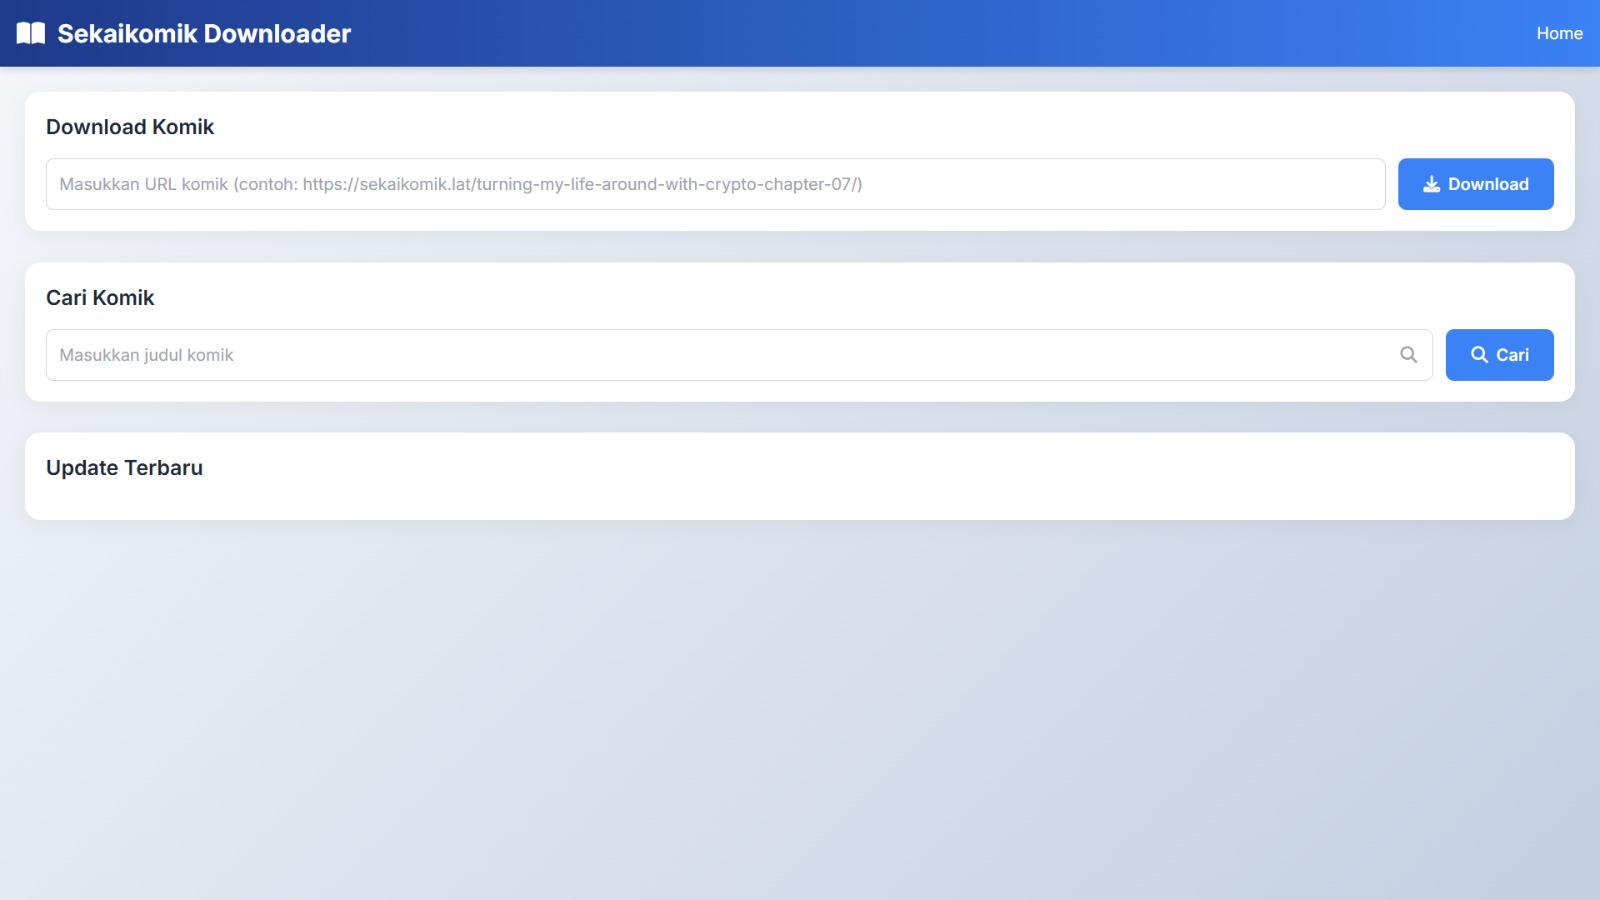 Sekaikomik Downloader
Home
Download Komik
Masukkan URL komik (contoh: https://sekaikomik.lat/turning-my-life-around-with-crypto-chapter-07/)
Download
Cari Komik
Masukkan judul komik
Cari
Update Terbaru